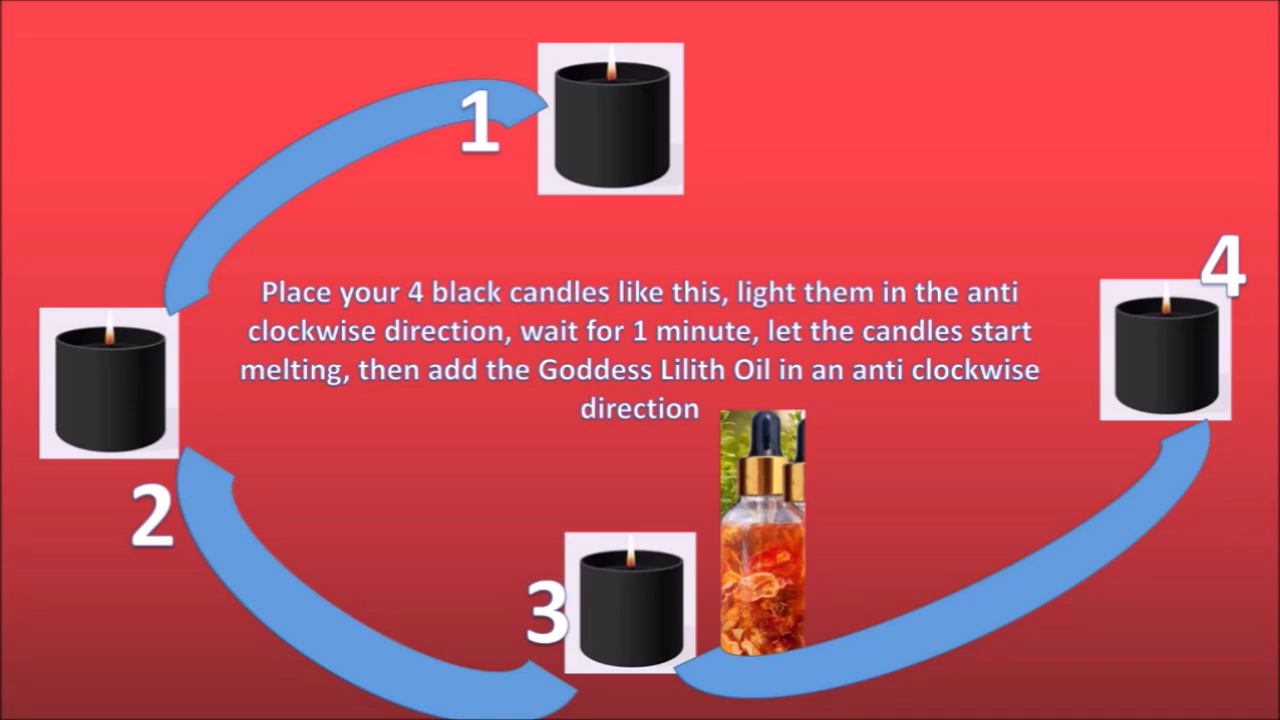 1
4
Place your 4 black candles like this, light them in the anti
clockwise direction, wait for 1 minute, let the candles start
melting, then add the Goddess Lilith Oil in an anti clockwise
direction
2
3